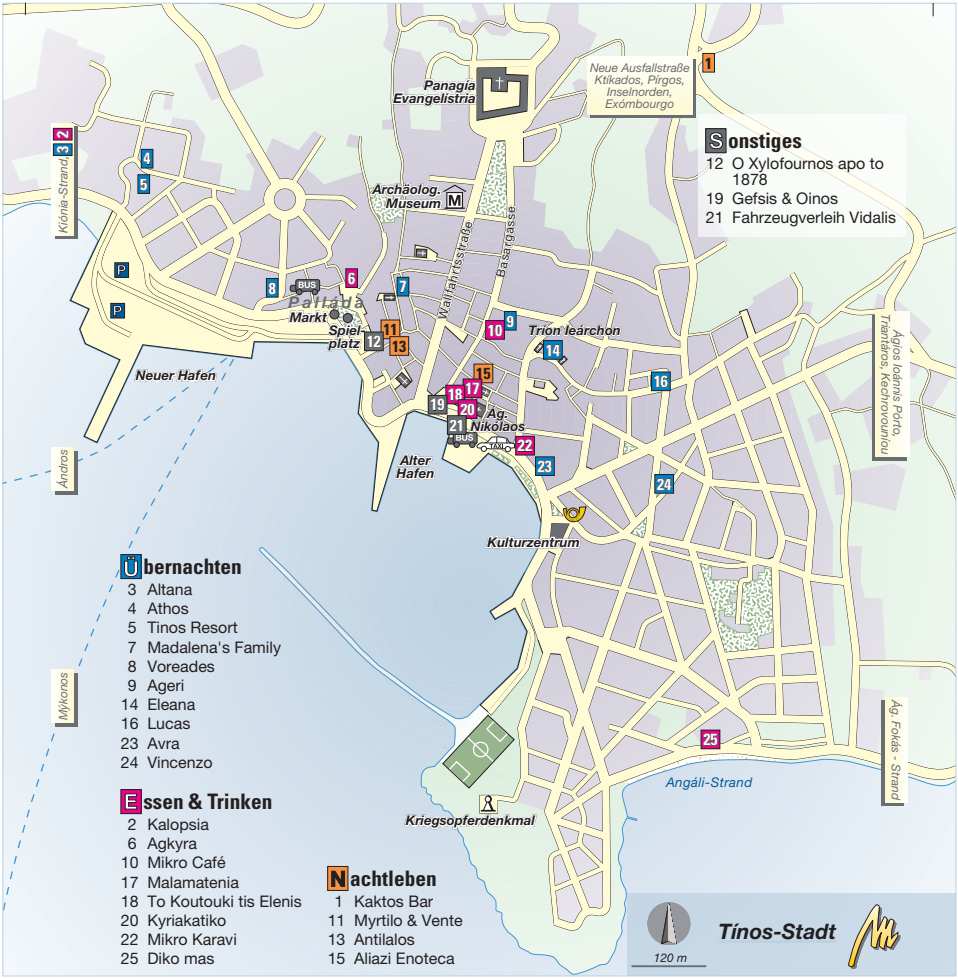 1
Neue Ausfallstraße
Ktíkados, Pírgos,
Inselnorden,
Exómbourgo
Panagía
Evangelístria
Sonstiges
12 O Xylofournos apo to
1878
19 Gefsis & Oinos
21 Fahrzeugverleih Vidalis
2
3
Kiónia-Strand,
4
5
Archäolog.
Museum
M
Wallfahrtsstraße
Basargasse
P
P
8
BUS
6
7
Palláda
Markt
Spiel-
platz
11
12
13
10
9
Tríon Ieárchon
14
16
Ágios Ioánnis Pórto,
Triantáros, Kechrovouníou
Neuer Hafen
15
17
18
19
20
21
Ág.
Nikólaos
BUS
TAXI
22
23
24
Alter
Hafen
Ándros
Kulturzentrum
Mýkonos
Übernachten
3 Altana
4 Athos
5 Tinos Resort
7 Madalena's Family
8 Voreades
9 Ageri
14 Eleana
16 Lucas
23 Avra
24 Vincenzo
25
Ág. Fokás - Strand
Angáli-Strand
Kriegsopferdenkmal
Essen & Trinken
2 Kalopsia
6 Agkyra
10 Mikro Café
17 Malamatenia
18 To Koutouki tis Elenis
20 Kyriakatiko
22 Mikro Karavi
25 Diko mas
Nachtleben
1 Kaktos Bar
11 Myrtilo & Vente
13 Antilalos
15 Aliazi Enoteca
120 m
Tínos-Stadt